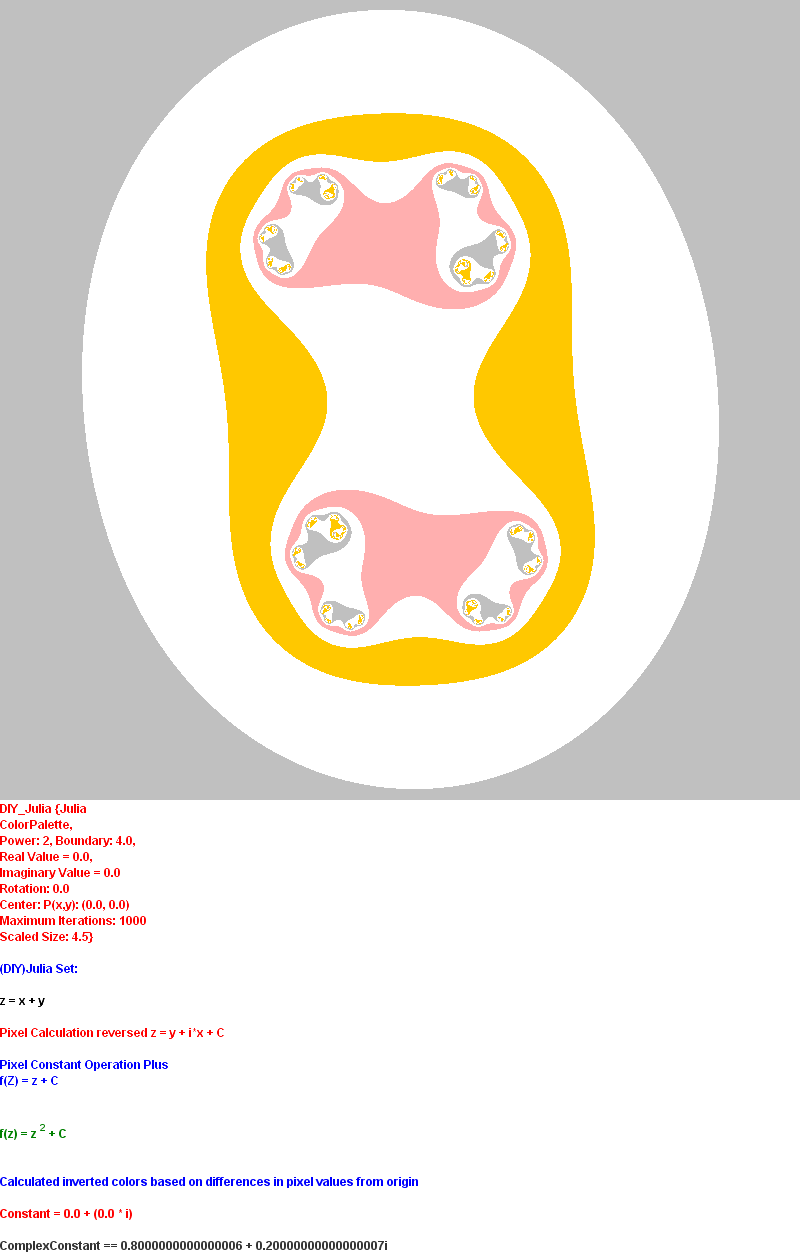 DIY_Julia {Julia
ColorPalette,
Power: 2, Boundary: 4.0,
Real Value = 0.0,
Imaginary Value = 0.0
Rotation: 0.0
Center: P(x,y): (0.0, 0.0)
Maximum Iterations: 1000
Scaled Size: 4.5}
(DIY)Julia Set:
z = x + y
Pixel Calculation reversed z = y + i*x + C
Pixel Constant Operation Plus
f(Z) = z + C
f(z) = z 2 + C
Calculated inverted colors based on differences in pixel values from origin
Constant = 0.0 + (0.0 * i)
ComplexConstant == 0.8000000000000006 + 0.20000000000000007i